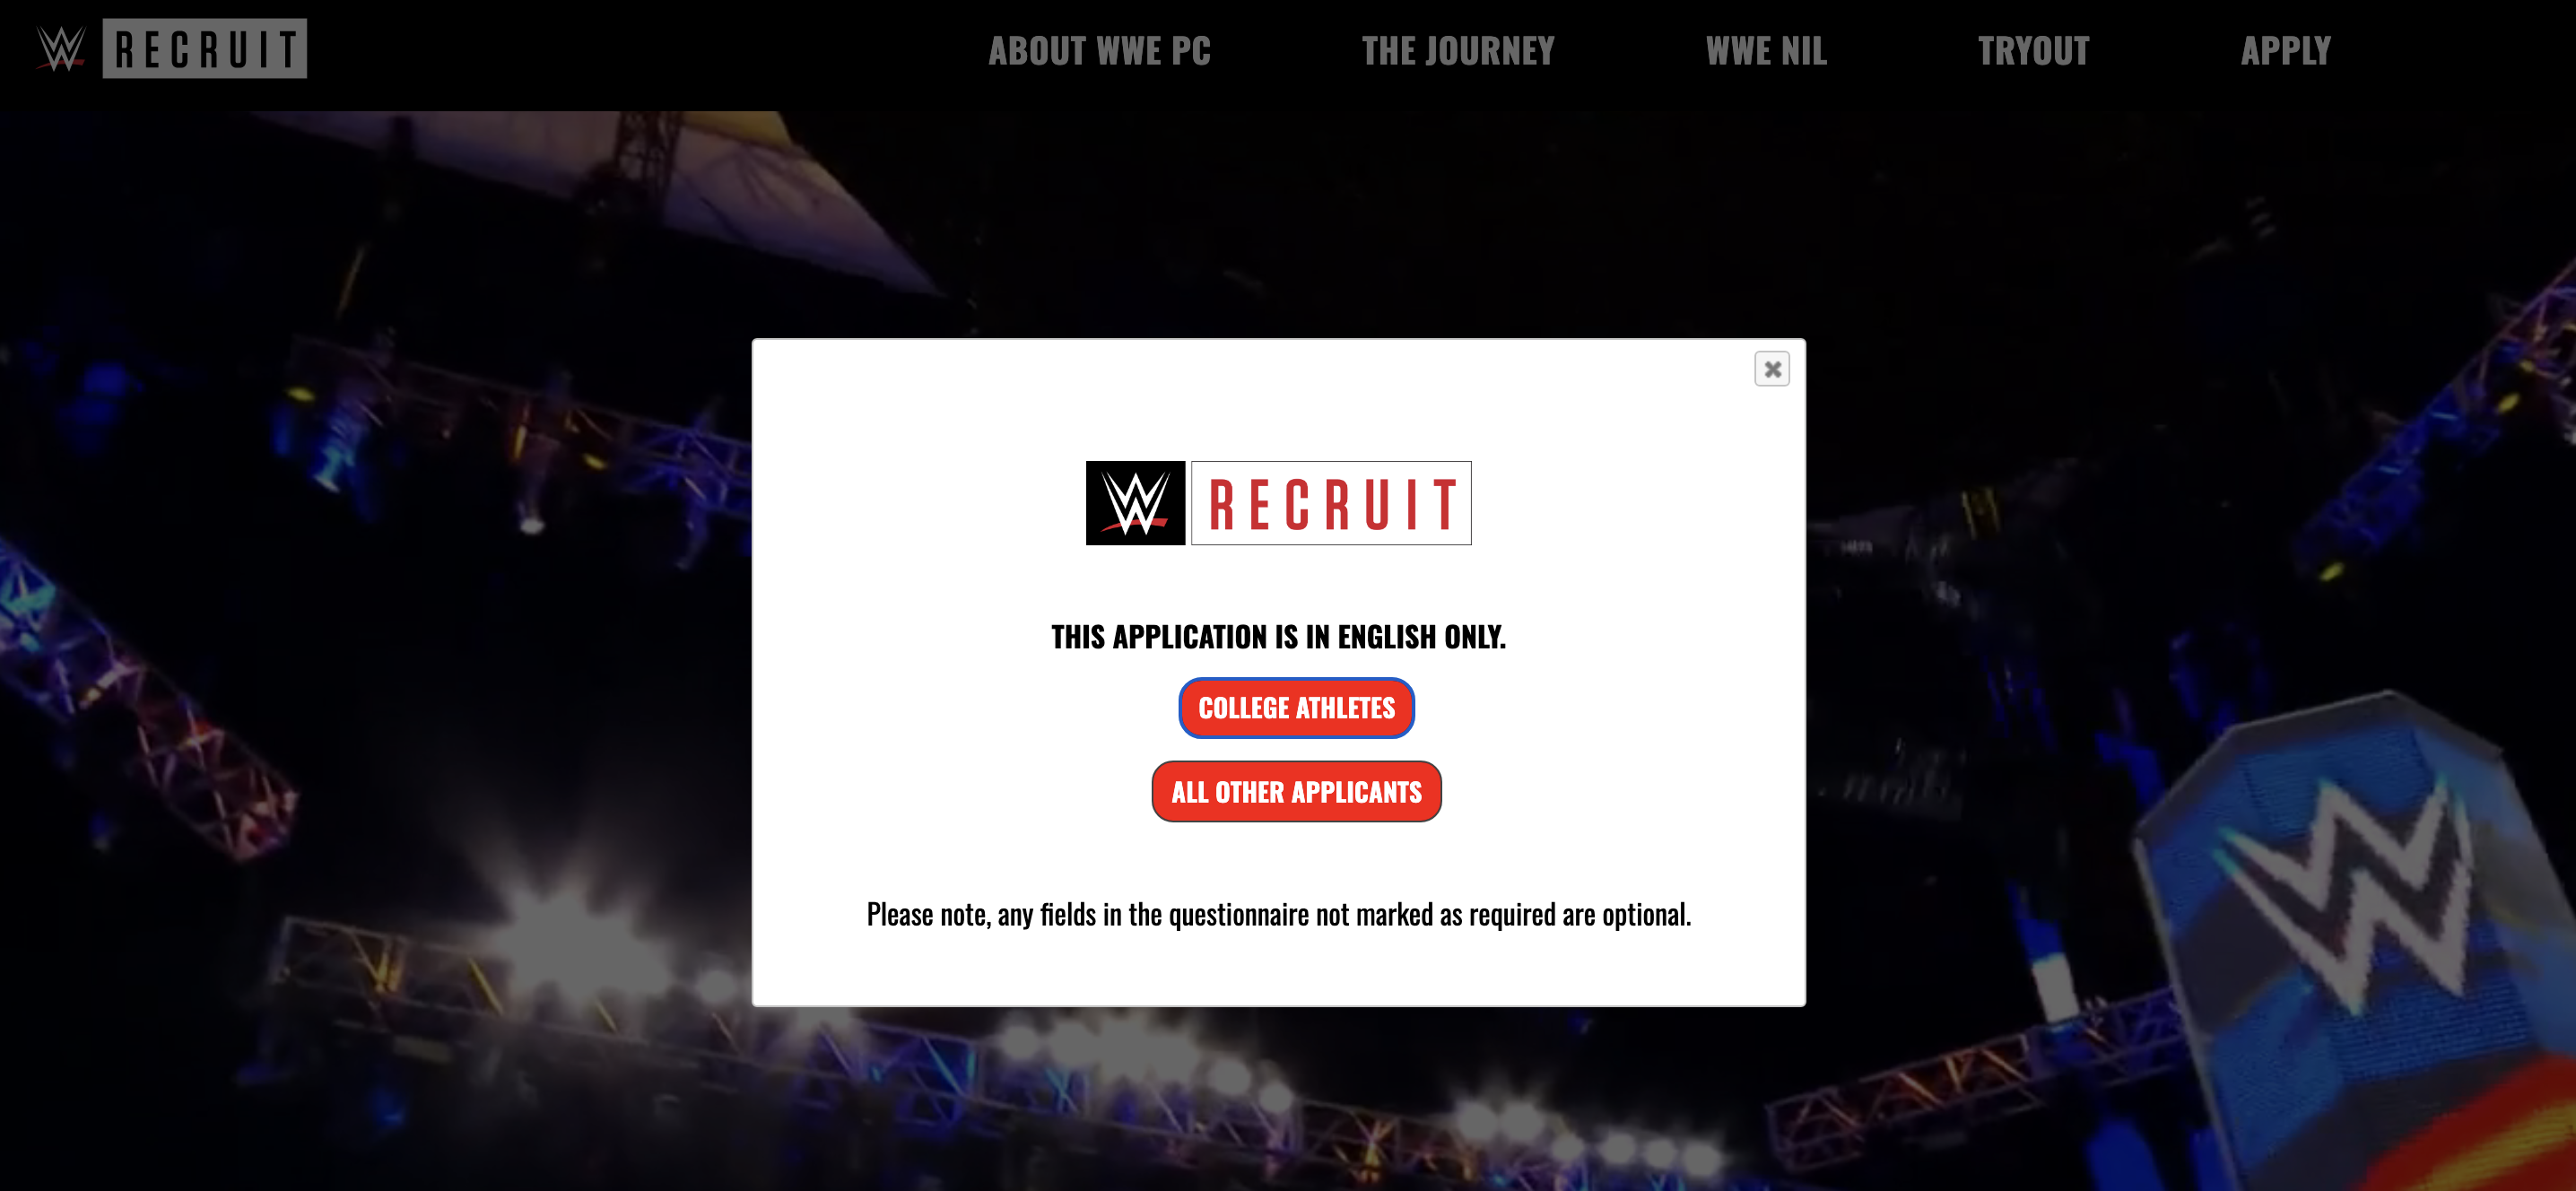 W RECRUIT
ABOUT WWE PC
THE JOURNEY
WWE NIL
TRYOUT
APPLY
W RECRUIT
THIS APPLICATION IS IN ENGLISH ONLY.
COLLEGE ATHLETES
ALL OTHER APPLICANTS
Please note, any fields in the questionnaire not marked as required are optional.
W